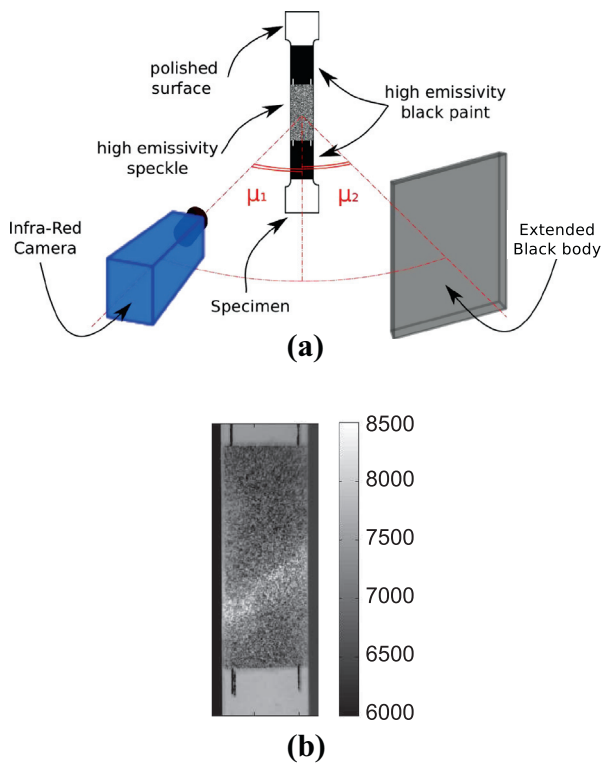 polished
surface
high emissivity
black paint
high emissivity
speckle
μ1
μ2
Infra-Red
Camera
Extended
Black body
Specimen
(a)
8500
8000
7500
7000
6500
6000
(b)